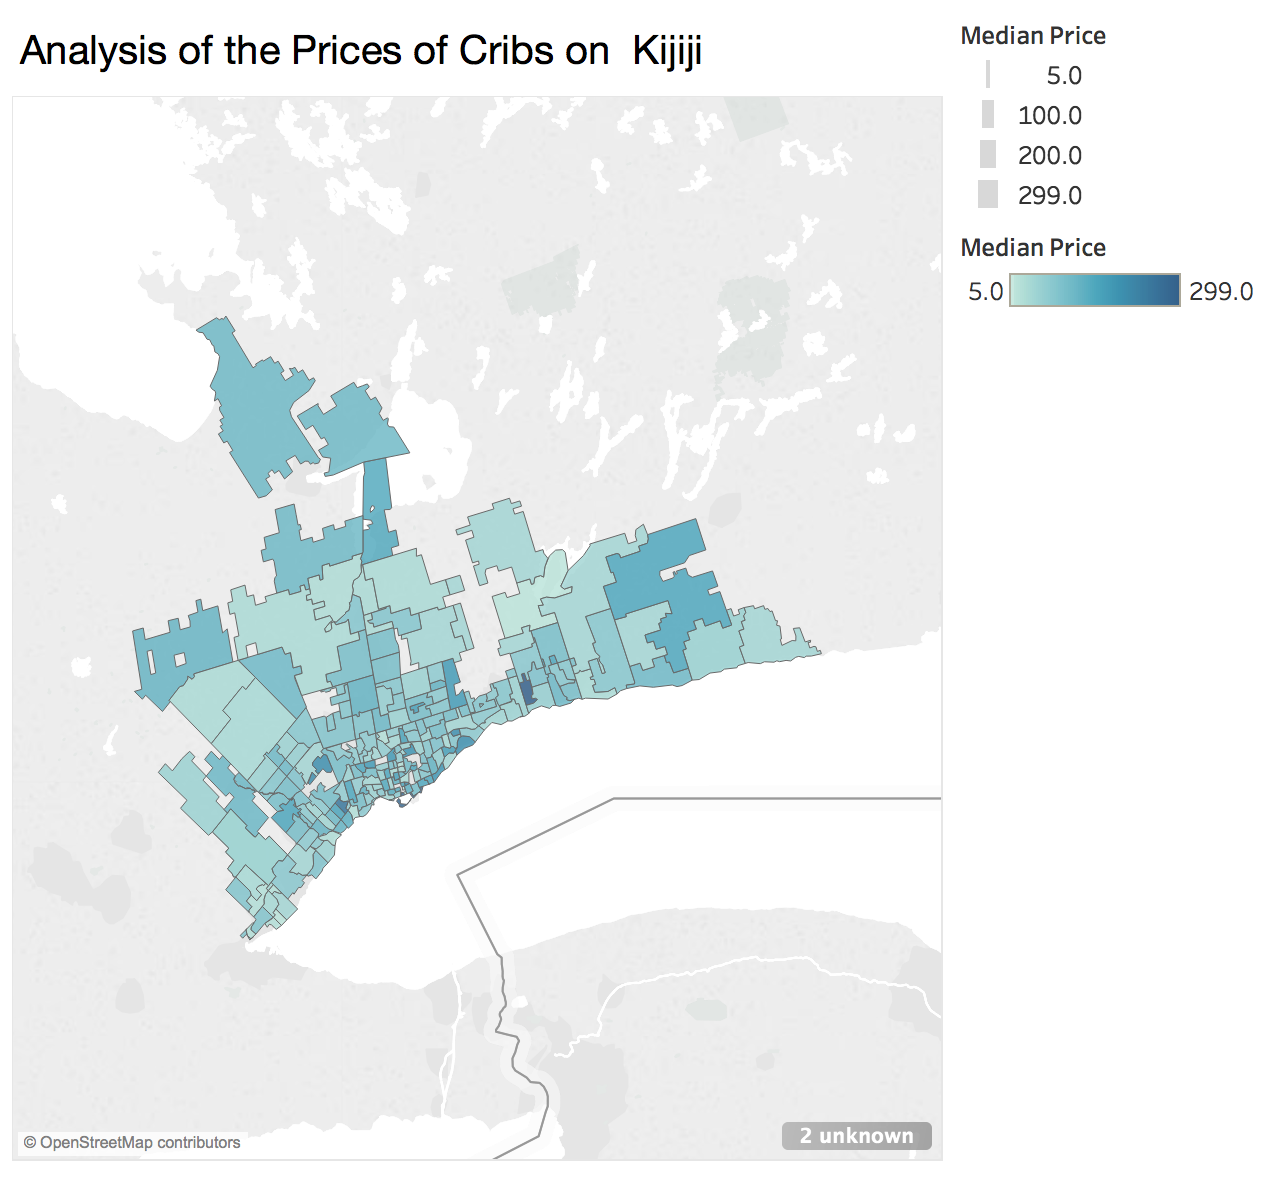 Analysis of the Prices of Cribs on  Kijiji
Median Price
5.0
100.0
200.0
299.0
Median Price
5.0 299.0
© OpenStreetMap contributors
2 unknown